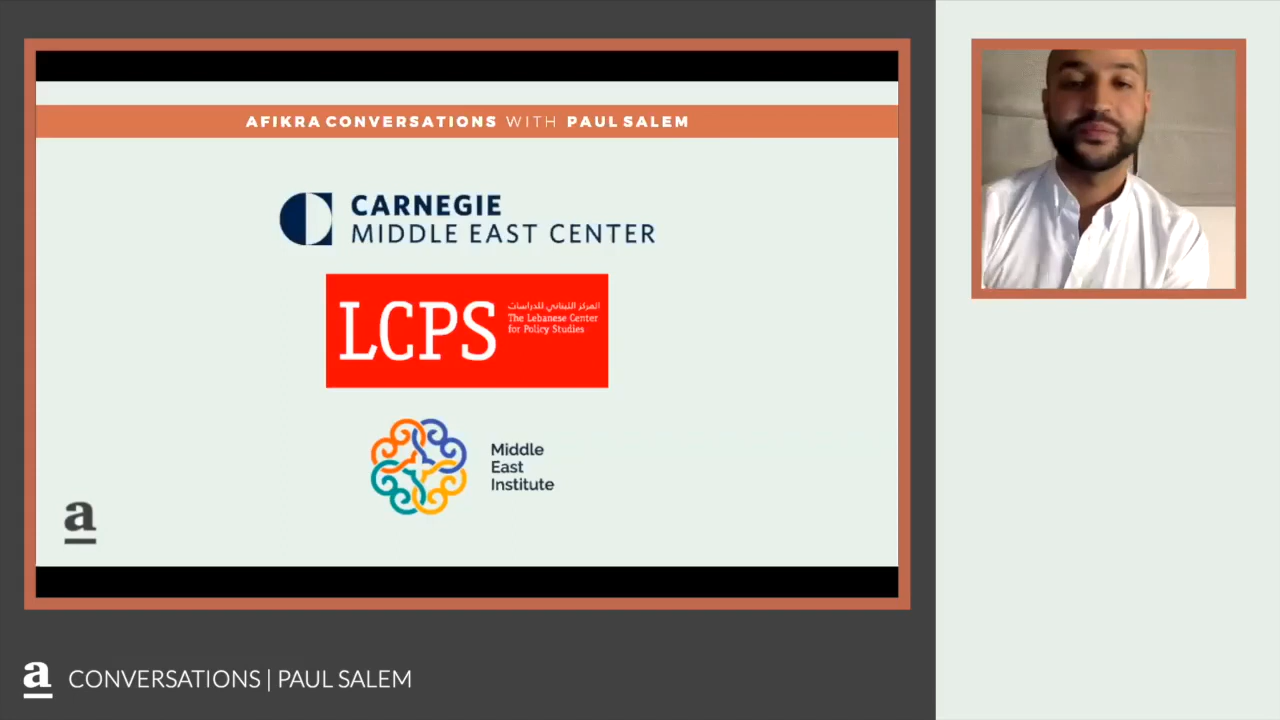 AFIKRA CONVERSATIONS WITH PAUL SALEM
CARNEGIE
MIDDLE EAST CENTER
LCPS
المركز اللبناني للدراسات
The Lebanese Center
for Policy Studies
Middle
East
Institute
a
a CONVERSATIONS | PAUL SALEM